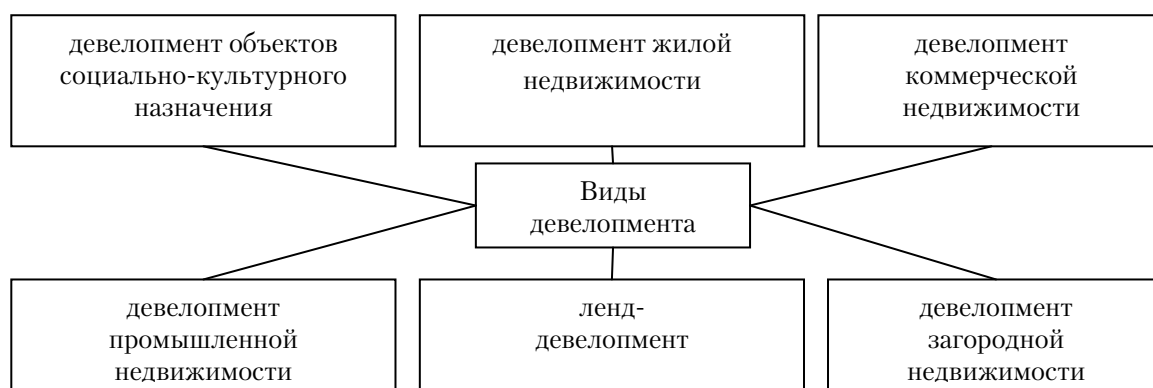 девелопмент объектов
социально-культурного
назначения
девелопмент жилой
недвижимости
девелопмент
коммерческой
недвижимости
Виды
девелопмента
девелопмент
промышленной
недвижимости
ленд-
девелопмент
девелопмент
загородной
недвижимости